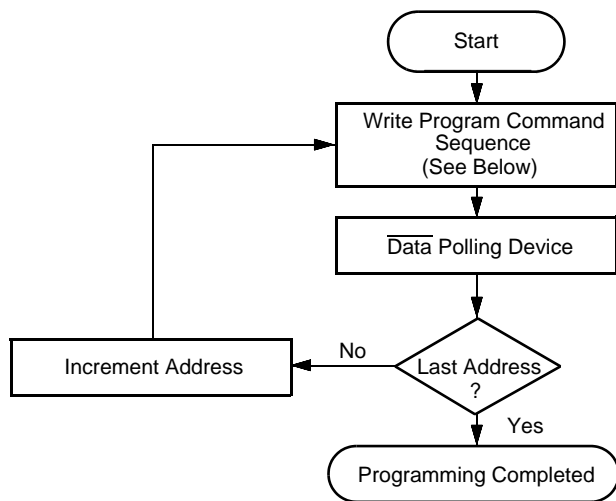 Start
Write Program Command
Sequence
(See Below)
Data Polling Device
Increment Address
No
Last Address
?
Yes
Programming Completed